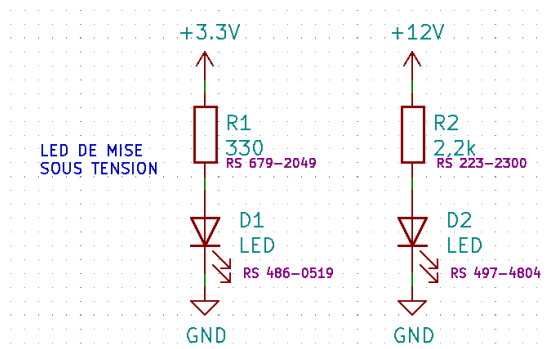 +3.3V
+12V
R1
330
RS 679-2049
R2
2,2k
RS 223-2300
LED DE MISE
SOUS TENSION
D1
LED
RS 486-0519
D2
LED
RS 497-4804
GND
GND